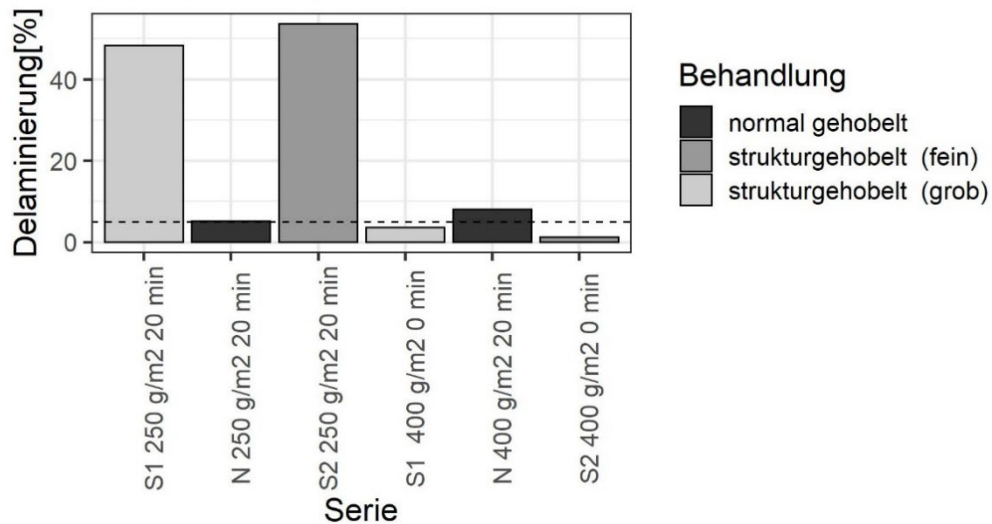 Delaminierung[%]
40
20
0
S1 250 g/m2 20 min
N 250 g/m2 20 min
S2 250 g/m2 20 min
S1  400 g/m2 0 min
N 400 g/m2 20 min
S2 400 g/m2 0 min
Serie
Behandlung
normal gehobelt
strukturgehobelt  (fein)
strukturgehobelt  (grob)